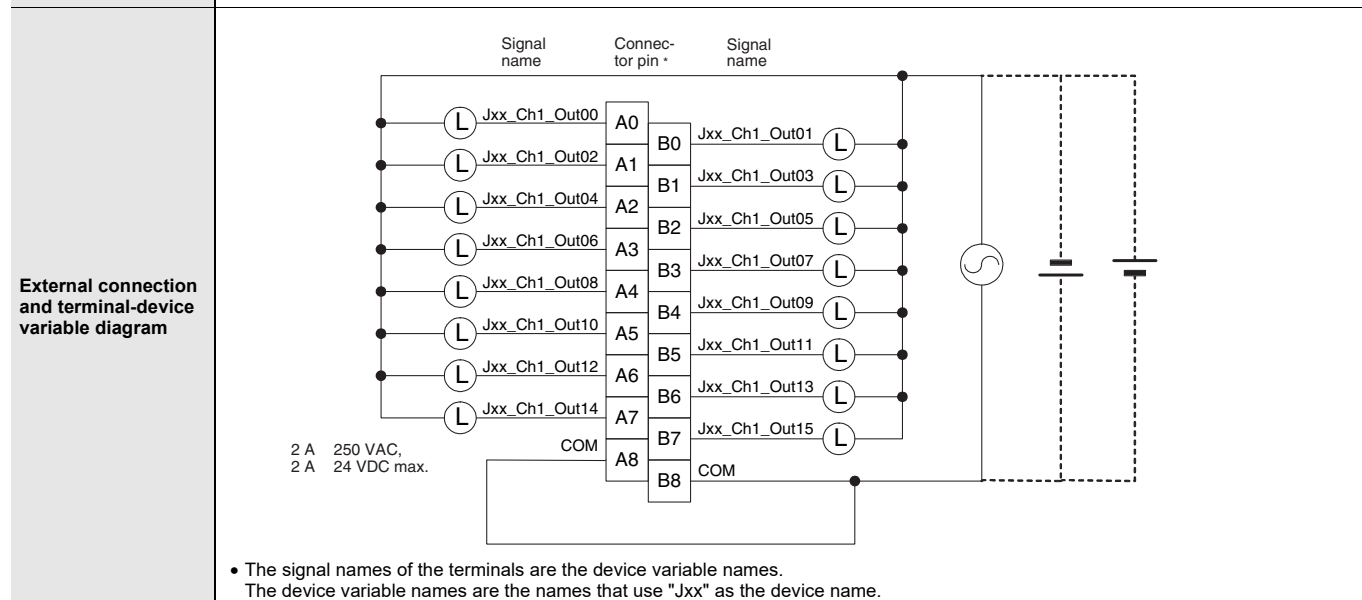 External connection
and terminal-device
variable diagram
Signal
name
Connec-
tor pin *
Signal
name
L Jxx_Ch1_Out00 A0
B0 Jxx_Ch1_Out01 L
L Jxx_Ch1_Out02 A1
B1 Jxx_Ch1_Out03 L
L Jxx_Ch1_Out04 A2
B2 Jxx_Ch1_Out05 L
L Jxx_Ch1_Out06 A3
B3 Jxx_Ch1_Out07 L
L Jxx_Ch1_Out08 A4
B4 Jxx_Ch1_Out09 L
L Jxx_Ch1_Out10 A5
B5 Jxx_Ch1_Out11 L
L Jxx_Ch1_Out12 A6
B6 Jxx_Ch1_Out13 L
L Jxx_Ch1_Out14 A7
B7 Jxx_Ch1_Out15 L
COM A8
B8 COM
2 A 250 VAC,
2 A 24 VDC max.
• The signal names of the terminals are the device variable names.
The device variable names are the names that use "Jxx" as the device name.